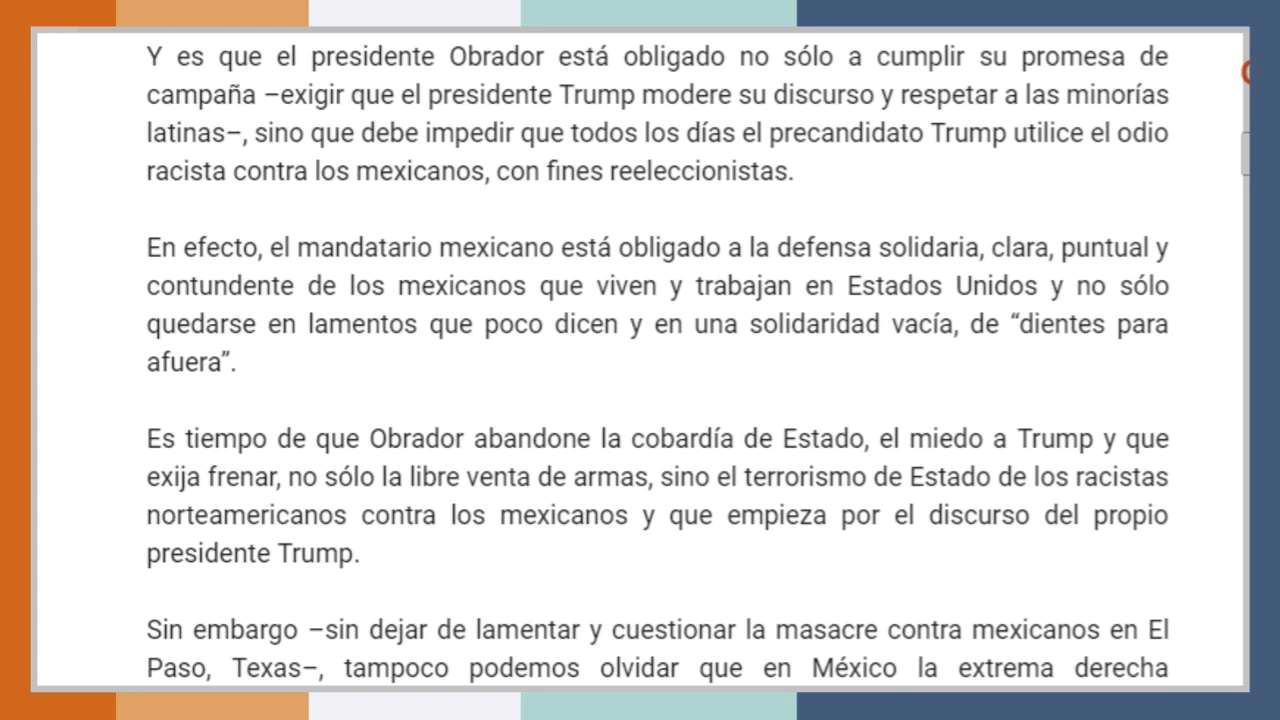 Y es que el presidente Obrador está obligado no sólo a cumplir su promesa de
campaña –exigir que el presidente Trump modere su discurso y respetar a las minorías
latinas–, sino que debe impedir que todos los días el precandidato Trump utilice el odio
racista contra los mexicanos, con fines reeleccionistas.
En efecto, el mandatario mexicano está obligado a la defensa solidaria, clara, puntual y
contundente de los mexicanos que viven y trabajan en Estados Unidos y no sólo
quedarse en lamentos que poco dicen y en una solidaridad vacía, de “dientes para
afuera”.
Es tiempo de que Obrador abandone la cobardía de Estado, el miedo a Trump y que
exija frenar, no sólo la libre venta de armas, sino el terrorismo de Estado de los racistas
norteamericanos contra los mexicanos y que empieza por el discurso del propio
presidente Trump.
Sin embargo –sin dejar de lamentar y cuestionar la masacre contra mexicanos en El
Paso, Texas–, tampoco podemos olvidar que en México la extrema derecha